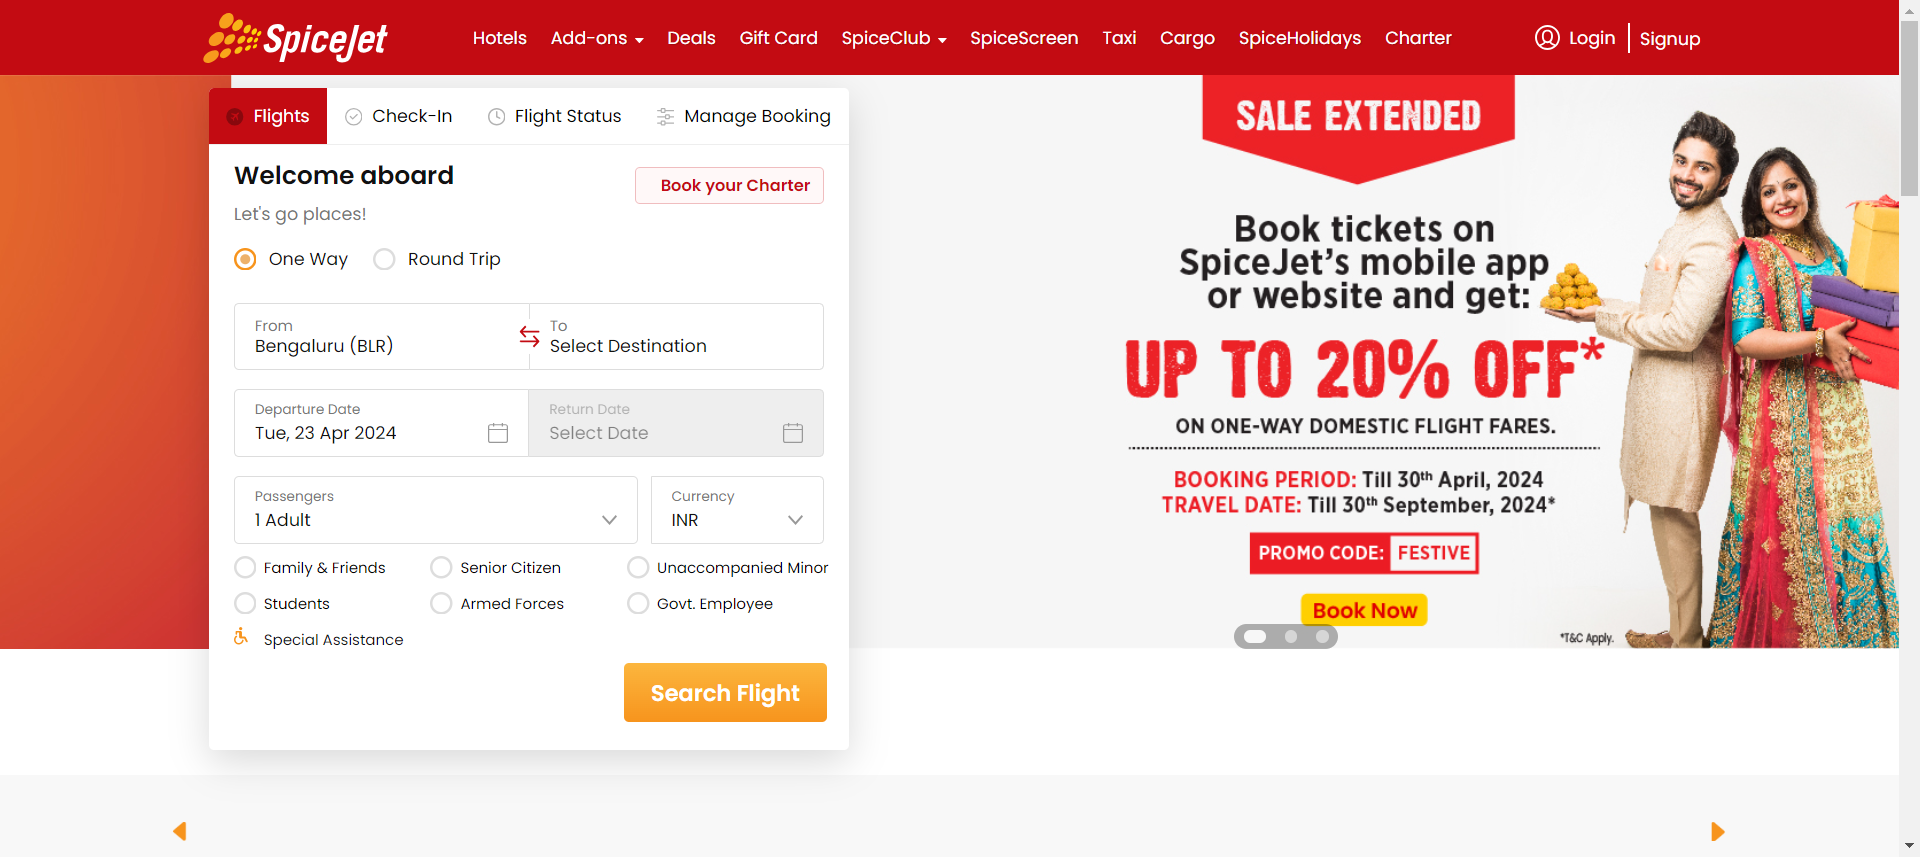 SpiceJet
Hotels Add-ons Deals Gift Card SpiceClub SpiceScreen Taxi Cargo SpiceHolidays Charter Login Signup
Flights Check-In Flight Status Manage Booking
Welcome aboard
Book your Charter
Let's go places!
One Way Round Trip
From
Bengaluru (BLR)
To
Select Destination
Departure Date
Tue, 23 Apr 2024
Return Date
Select Date
Passengers
1 Adult
Currency
INR
Family & Friends Senior Citizen Unaccompanied Minor
Students Armed Forces Govt. Employee
Special Assistance
Search Flight
SALE EXTENDED
Book tickets on
SpiceJet's mobile app
or website and get:
UP TO 20% OFF*
ON ONE-WAY DOMESTIC FLIGHT FARES.
BOOKING PERIOD: Till 30th April, 2024
TRAVEL DATE: Till 30th September, 2024*
PROMO CODE: FESTIVE
Book Now
*T&C Apply.